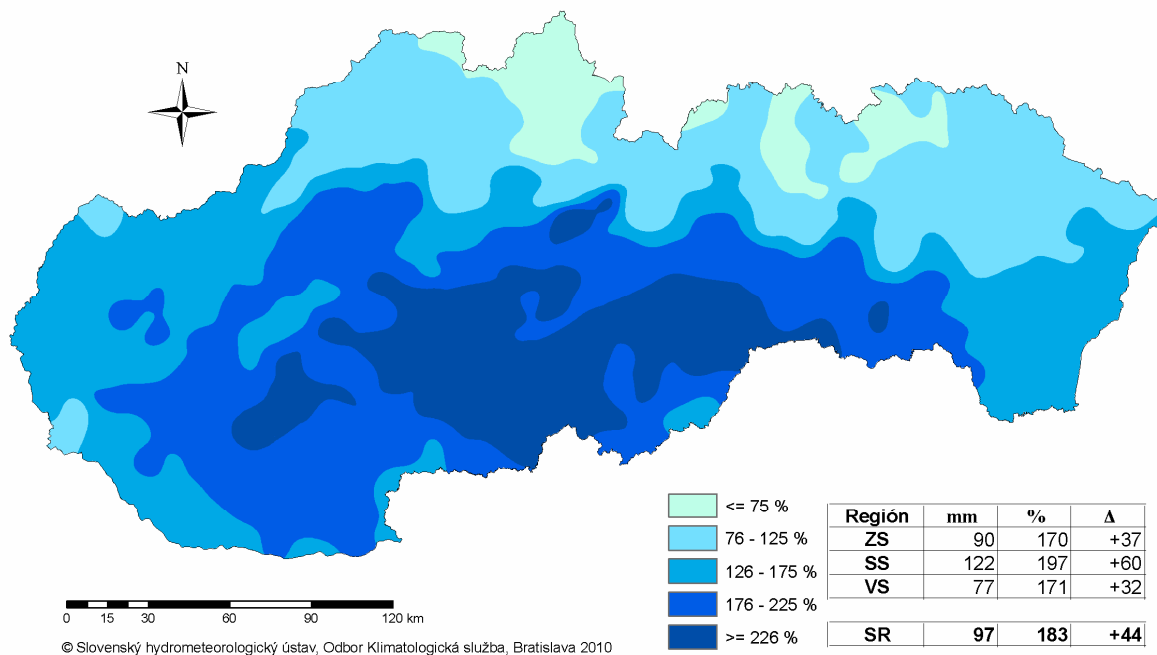 N
<= 75 %
76 - 125 %
126 - 175 %
176 - 225 %
>= 226 %
Región mm % Δ
ZS 90 170 +37
SS 122 197 +60
VS 77 171 +32
SR 97 183 +44
0 15 30 60 90 120 km
© Slovenský hydrometeorologický ústav, Odbor Klimatologická služba, Bratislava 2010